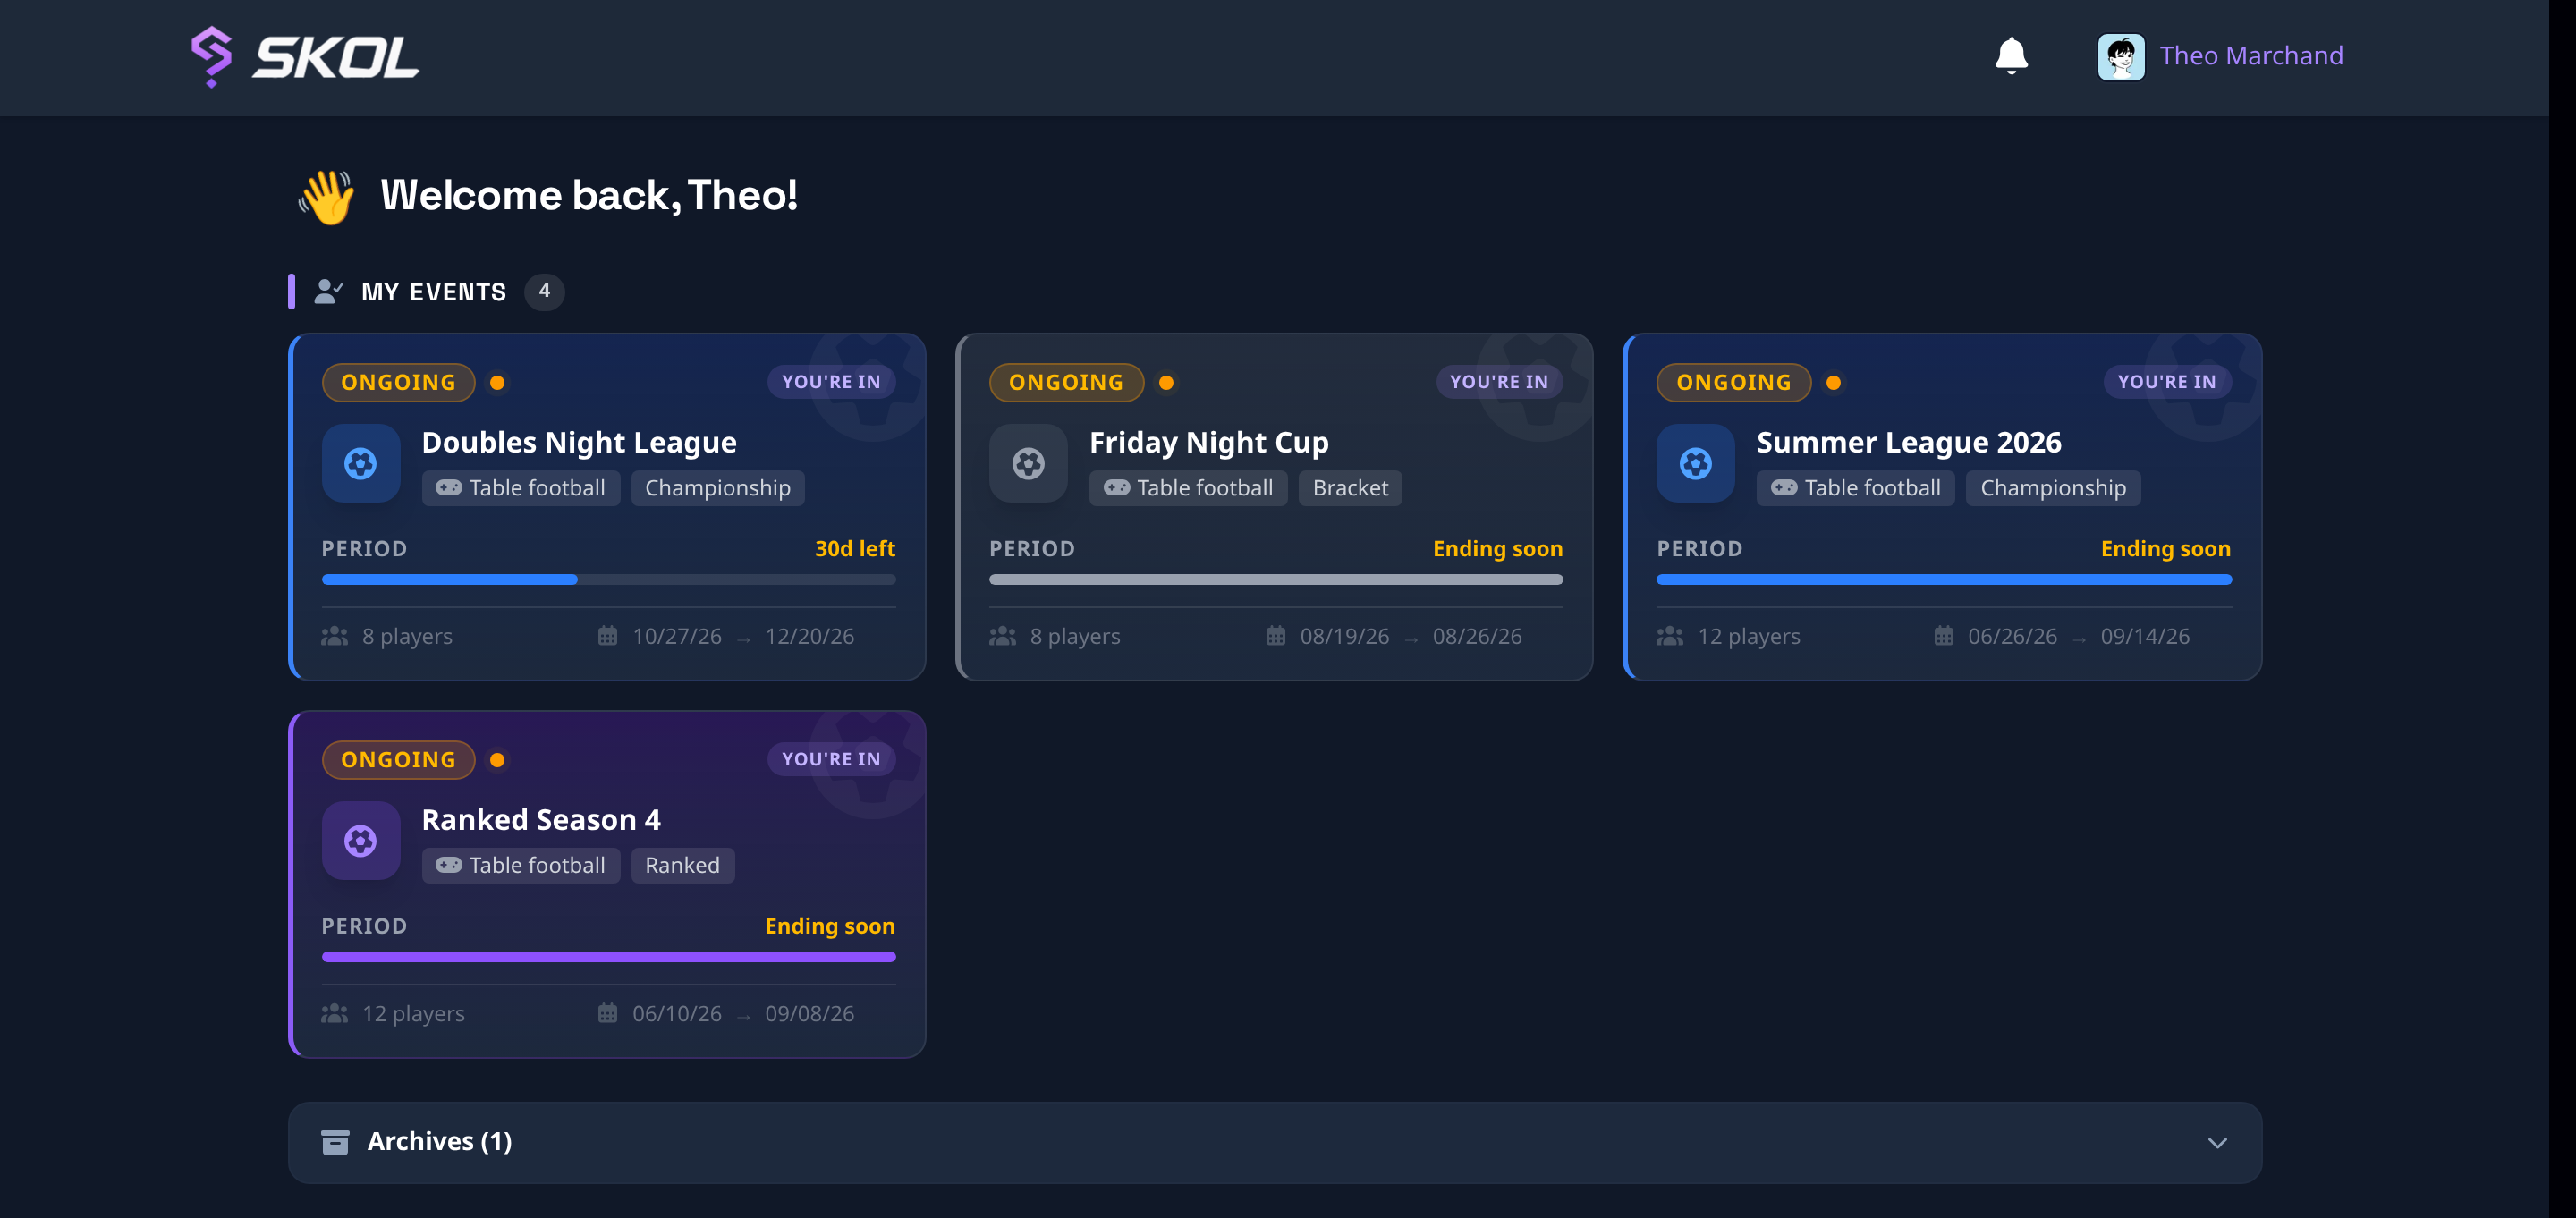 SKOL
Theo Marchand
Welcome back, Theo!
MY EVENTS 4
ONGOING YOU'RE IN
Doubles Night League
Table football Championship
PERIOD 30d left
8 players 10/27/26 → 12/20/26
ONGOING YOU'RE IN
Friday Night Cup
Table football Bracket
PERIOD Ending soon
8 players 08/19/26 → 08/26/26
ONGOING YOU'RE IN
Summer League 2026
Table football Championship
PERIOD Ending soon
12 players 06/26/26 → 09/14/26
ONGOING YOU'RE IN
Ranked Season 4
Table football Ranked
PERIOD Ending soon
12 players 06/10/26 → 09/08/26
Archives (1)